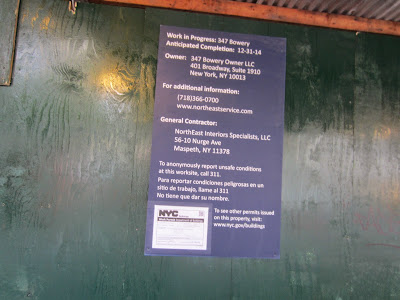 Work in Progress: 347 Bowery
Anticipated Completion: 12-31-14
Owner: 347 Bowery Owner LLC
401 Broadway, Suite 1910
New York, NY 10013
For additional information:
(718)366-0700
www.northeastservice.com
General Contractor:
NorthEast Interiors Specialists, LLC
56-10 Nurge Ave
Maspeth, NY 11378
To anonymously report unsafe conditions
at this worksite, call 311.
Para reportar condiciones peligrosas en un
sitio de trabajo, llame al 311
No tiene que dar su nombre.
NYC
To see other permits issued
on this property, visit:
www.nyc.gov/buildings